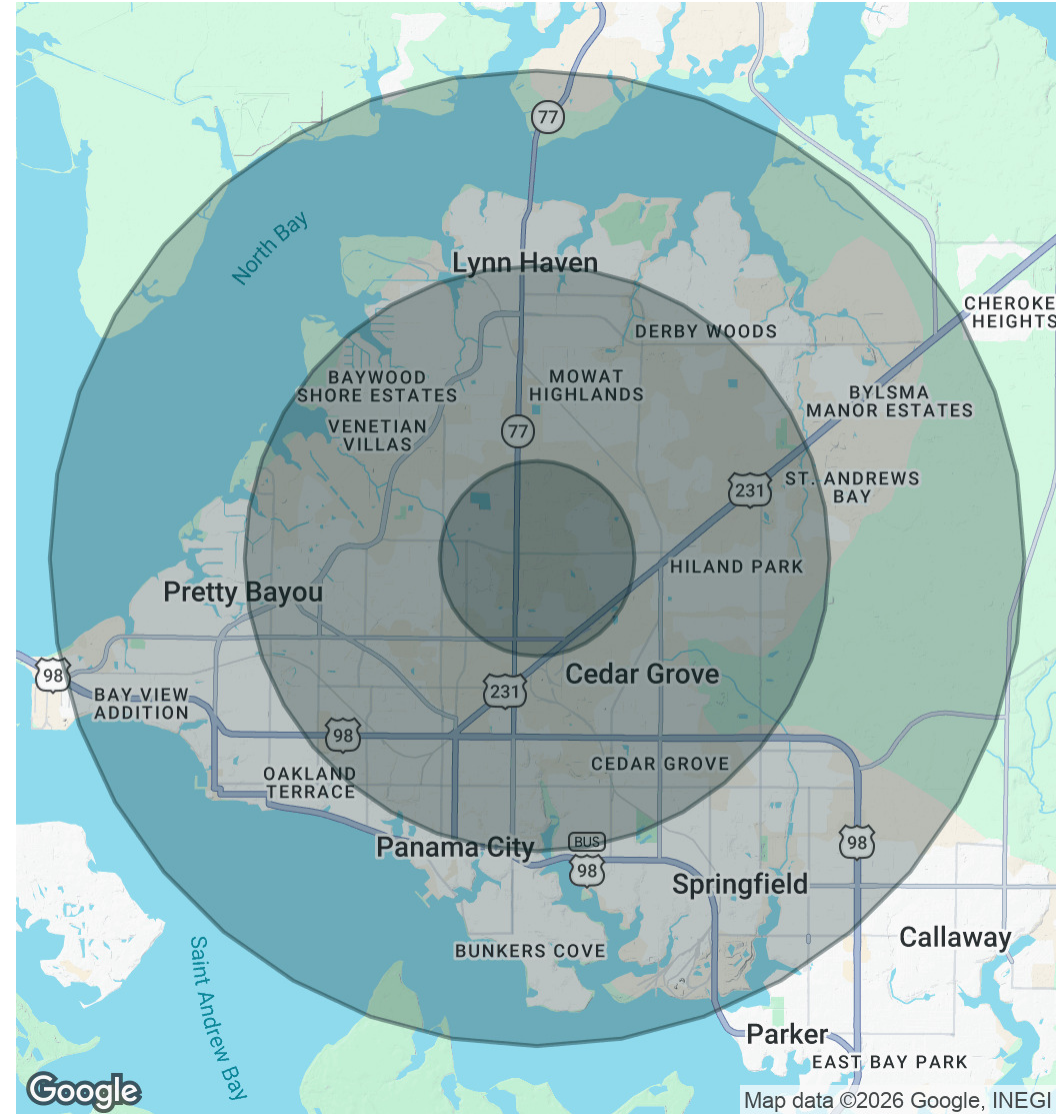 77
North Bay
Lynn Haven
CHEROKE
HEIGHTS
DERBY WOODS
BAYWOOD
SHORE ESTATES
MOWAT
HIGHLANDS
BYLSMA
MANOR ESTATES
VENETIAN
VILLAS
77
231
ST. ANDREWS
BAY
HILAND PARK
Pretty Bayou
98
Cedar Grove
231
BAY VIEW
ADDITION
98
CEDAR GROVE
OAKLAND
TERRACE
Panama City
BUS
98
98
Springfield
Callaway
BUNKERS COVE
Saint Andrew Bay
Parker
EAST BAY PARK
Google
Map data ©2026 Google, INEGI